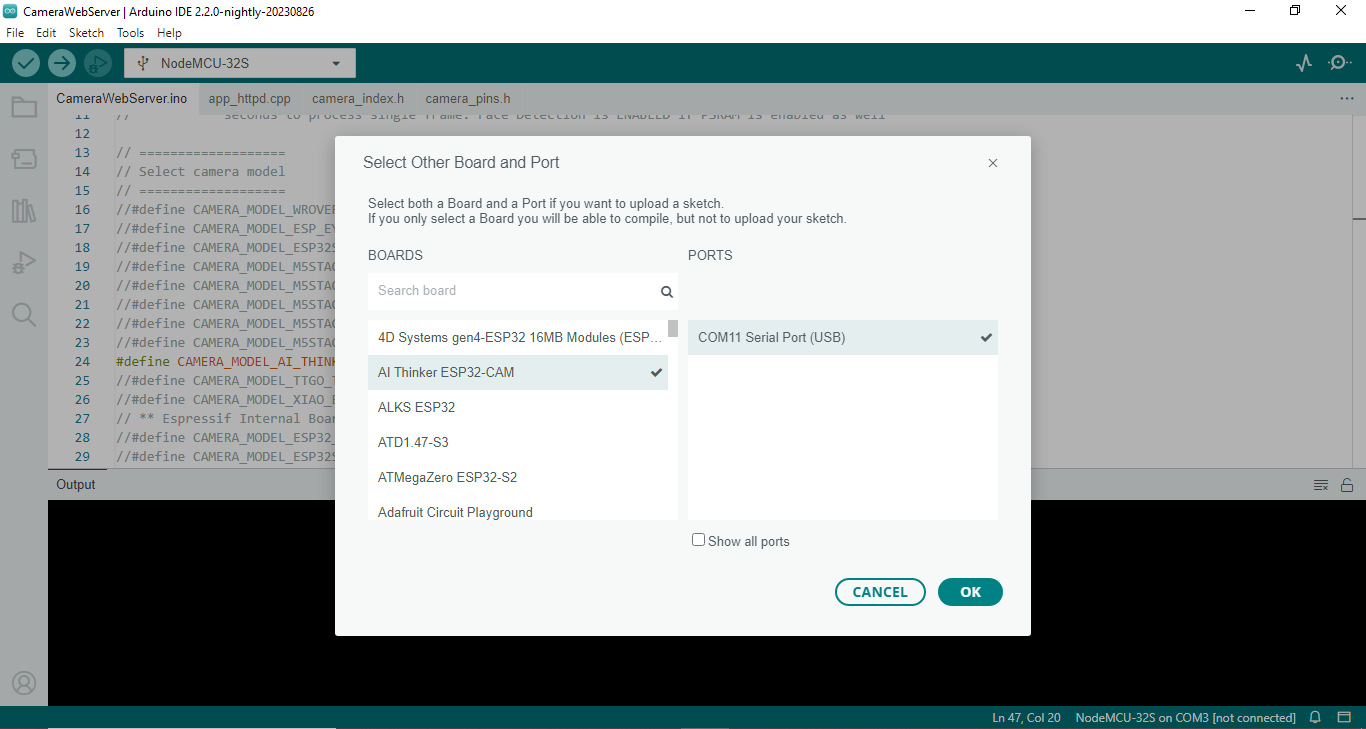 CameraWebServer | Arduino IDE 2.2.0-nightly-20230826
File Edit Sketch Tools Help
NodeMCU-32S
CameraWebServer.ino app_httpd.cpp camera_index.h camera_pins.h
11 // seconds to process single frame. Face Detection is ENABLED if PSRAM is enabled as well
12
13 // ===================
14 // Select camera model
15 // ===================
16 //#define CAMERA_MODEL_WROVER
17 //#define CAMERA_MODEL_ESP_EY
18 //#define CAMERA_MODEL_ESP32S
19 //#define CAMERA_MODEL_M5STAC
20 //#define CAMERA_MODEL_M5STAC
21 //#define CAMERA_MODEL_M5STAC
22 //#define CAMERA_MODEL_M5STAC
23 //#define CAMERA_MODEL_M5STAC
24 #define CAMERA_MODEL_AI_THINK
25 //#define CAMERA_MODEL_TTGO_T
26 //#define CAMERA_MODEL_XIAO_E
27 // ** Espressif Internal Boar
28 //#define CAMERA_MODEL_ESP32_
29 //#define CAMERA_MODEL_ESP32S
Select Other Board and Port
Select both a Board and a Port if you want to upload a sketch.
If you only select a Board you will be able to compile, but not to upload your sketch.
BOARDS
Search board
4D Systems gen4-ESP32 16MB Modules (ESP...
AI Thinker ESP32-CAM
ALKS ESP32
ATD1.47-S3
ATMegaZero ESP32-S2
Adafruit Circuit Playground
PORTS
COM11 Serial Port (USB)
Show all ports
CANCEL OK
Output
Ln 47, Col 20 NodeMCU-32S on COM3 [not connected]